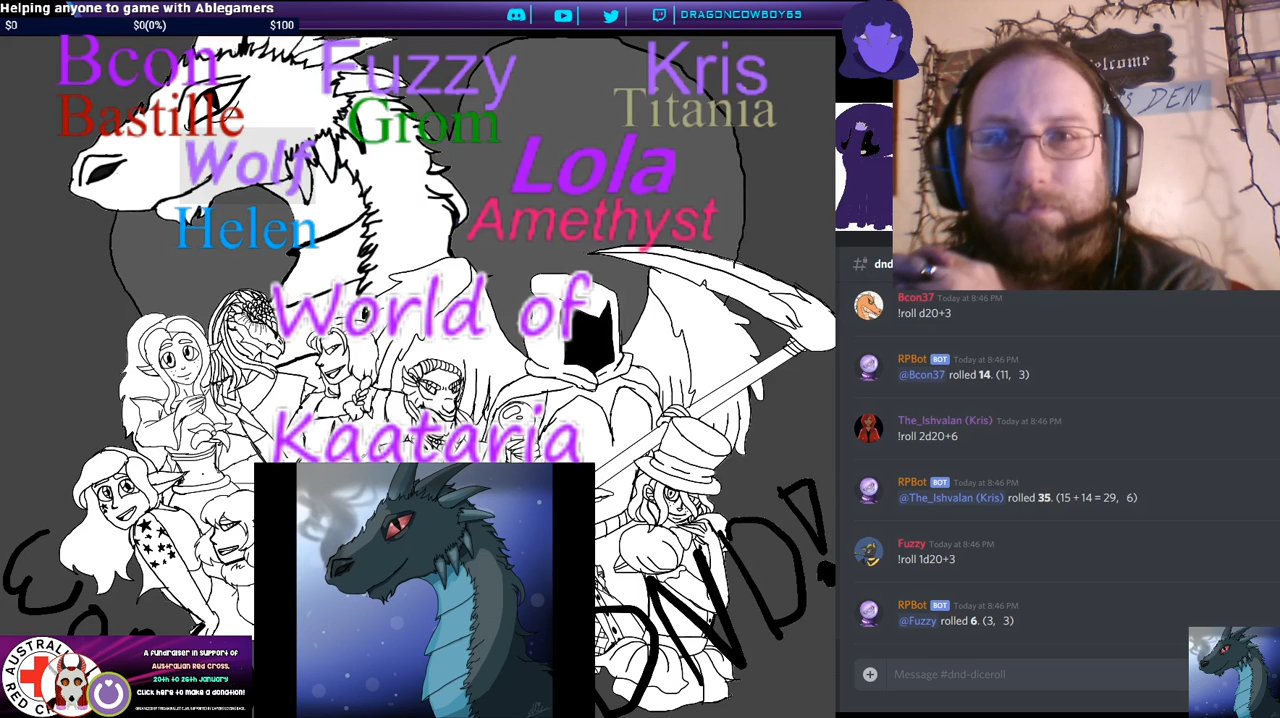 Helping anyone to game with Ablegamers
$0 $0(0%) $100
DRAGONCOWBOY69
Bcon Fuzzy Kris
Bastille Grom Titania
Wolf Lola
Helen Amethyst
World of
Kaataria
DND!
Welcome
'S DEN
# dnd
Bcon37 Today at 8:46 PM
!roll d20+3
RPBot BOT Today at 8:46 PM
@Bcon37 rolled 14. (11, 3)
The_Ishvalan (Kris) Today at 8:46 PM
!roll 2d20+6
RPBot BOT Today at 8:46 PM
@The_Ishvalan (Kris) rolled 35. (15+14=29, 6)
Fuzzy Today at 8:46 PM
!roll 1d20+3
RPBot BOT Today at 8:46 PM
@Fuzzy rolled 6. (3, 3)
Message #dnd-diceroll
A fundraiser in support of
Australian Red Cross.
20th to 26th January
Click here to make a donation!